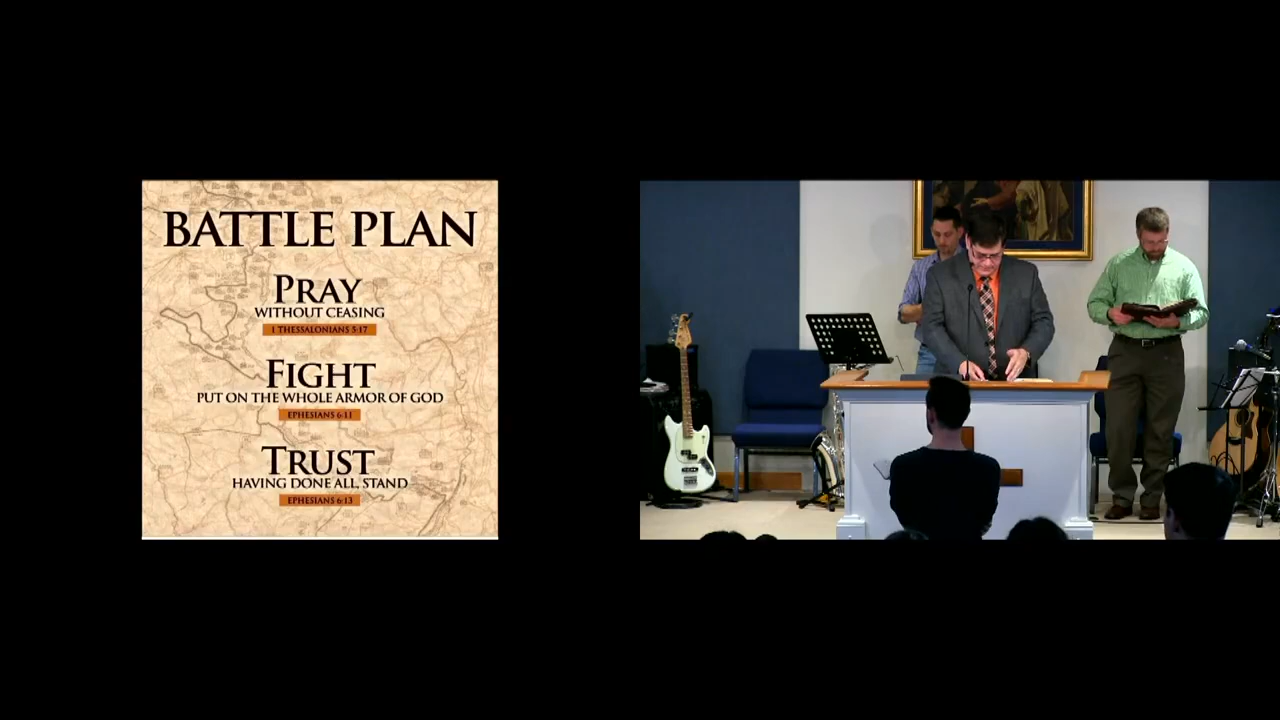 BATTLE PLAN
PRAY
WITHOUT CEASING
1 THESSALONIANS 5:17
FIGHT
PUT ON THE WHOLE ARMOR OF GOD
EPHESIANS 6:11
TRUST
HAVING DONE ALL, STAND
EPHESIANS 6:13